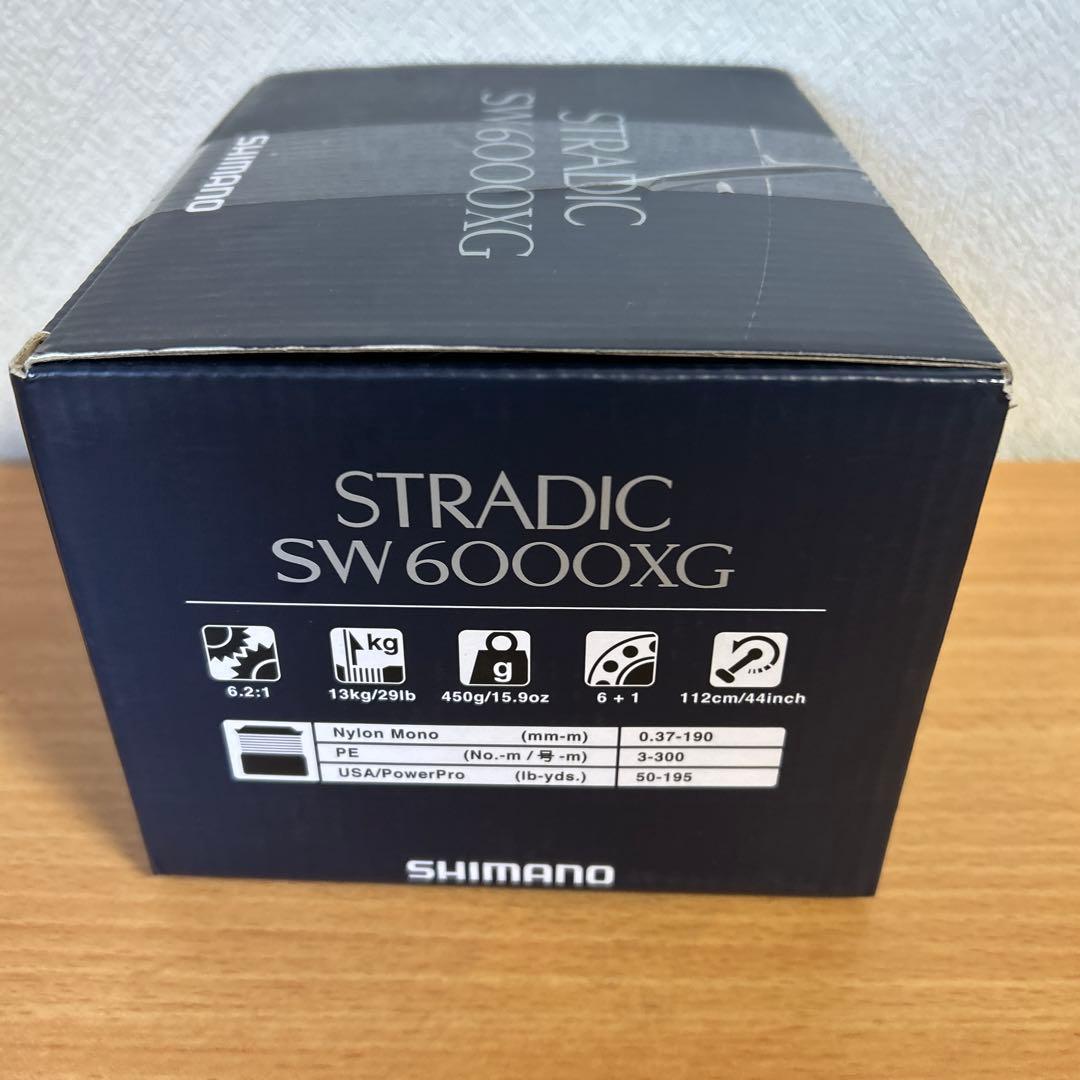 STRADIC
SW6000XG
SHIMANO
STRADIC
SW 6000XG
kg
g
6.2:1
13kg/29lb
450g/15.9oz
6 + 1
112cm/44inch
Nylon Mono (mm-m) 0.37-190
PE (No.-m / 号 -m) 3-300
USA/PowerPro (lb-yds.) 50-195
SHIMANO